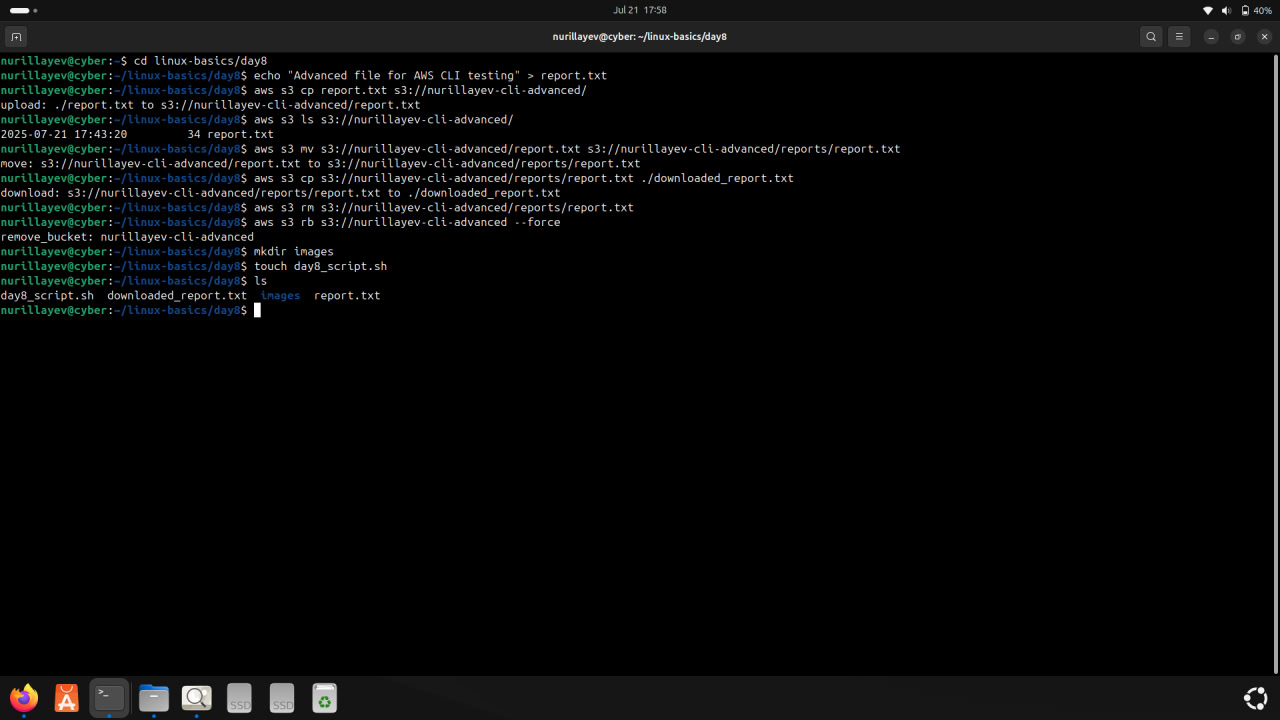 Jul 21 17:58
40%
nurillayev@cyber: ~/linux-basics/day8
nurillayev@cyber:~$ cd linux-basics/day8
nurillayev@cyber:~/linux-basics/day8$ echo "Advanced file for AWS CLI testing" > report.txt
nurillayev@cyber:~/linux-basics/day8$ aws s3 cp report.txt s3://nurillayev-cli-advanced/
upload: ./report.txt to s3://nurillayev-cli-advanced/report.txt
nurillayev@cyber:~/linux-basics/day8$ aws s3 ls s3://nurillayev-cli-advanced/
2025-07-21 17:43:20         34 report.txt
nurillayev@cyber:~/linux-basics/day8$ aws s3 mv s3://nurillayev-cli-advanced/report.txt s3://nurillayev-cli-advanced/reports/report.txt
move: s3://nurillayev-cli-advanced/report.txt to s3://nurillayev-cli-advanced/reports/report.txt
nurillayev@cyber:~/linux-basics/day8$ aws s3 cp s3://nurillayev-cli-advanced/reports/report.txt ./downloaded_report.txt
download: s3://nurillayev-cli-advanced/reports/report.txt to ./downloaded_report.txt
nurillayev@cyber:~/linux-basics/day8$ aws s3 rm s3://nurillayev-cli-advanced/reports/report.txt
nurillayev@cyber:~/linux-basics/day8$ aws s3 rb s3://nurillayev-cli-advanced --force
remove_bucket: nurillayev-cli-advanced
nurillayev@cyber:~/linux-basics/day8$ mkdir images
nurillayev@cyber:~/linux-basics/day8$ touch day8_script.sh
nurillayev@cyber:~/linux-basics/day8$ ls
day8_script.sh  downloaded_report.txt  images  report.txt
nurillayev@cyber:~/linux-basics/day8$
SSD
SSD